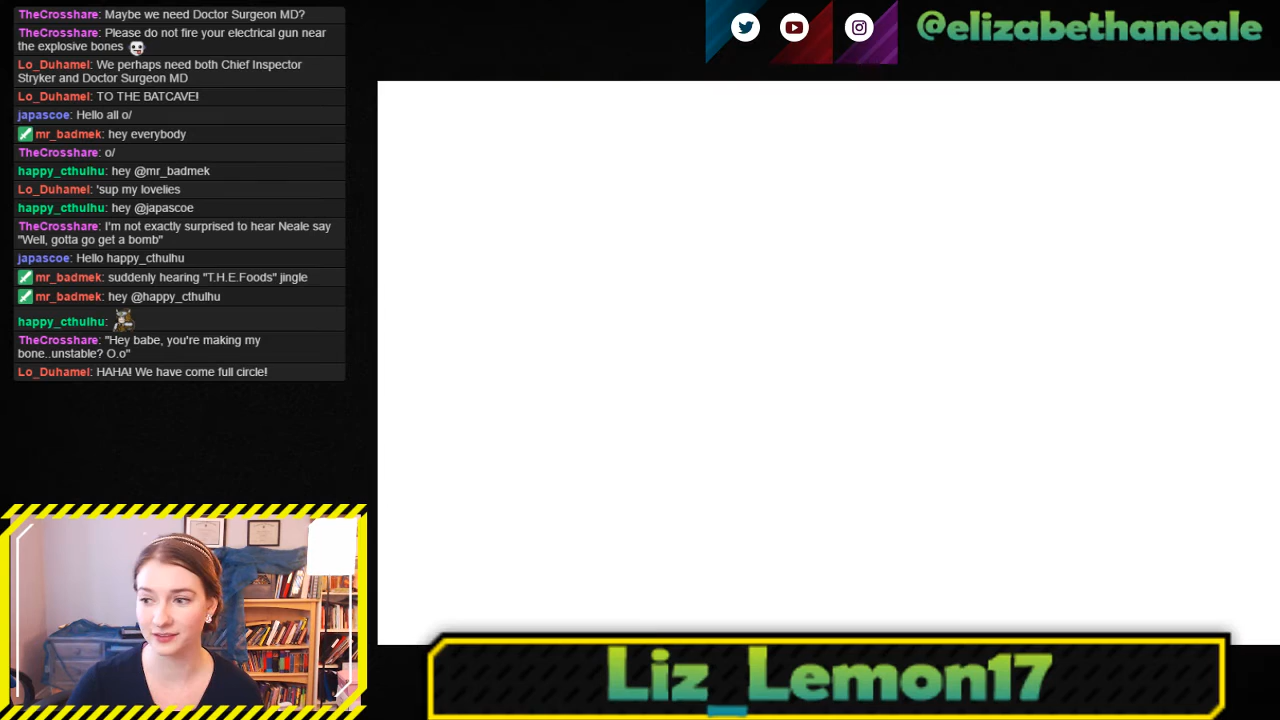 TheCrosshare: Maybe we need Doctor Surgeon MD?
TheCrosshare: Please do not fire your electrical gun near
the explosive bones
Lo_Duhamel: We perhaps need both Chief Inspector
Stryker and Doctor Surgeon MD
Lo_Duhamel: TO THE BATCAVE!
japascoe: Hello all o/
mr_badmek: hey everybody
TheCrosshare: o/
happy_cthulhu: hey @mr_badmek
Lo_Duhamel: 'sup my lovelies
happy_cthulhu: hey @japascoe
TheCrosshare: I'm not exactly surprised to hear Neale say
"Well, gotta go get a bomb"
japascoe: Hello happy_cthulhu
mr_badmek: suddenly hearing "T.H.E.Foods" jingle
mr_badmek: hey @happy_cthulhu
happy_cthulhu:
TheCrosshare: "Hey babe, you're making my
bone..unstable? O.o"
Lo_Duhamel: HAHA! We have come full circle!
@elizabethaneale
Liz_Lemon17